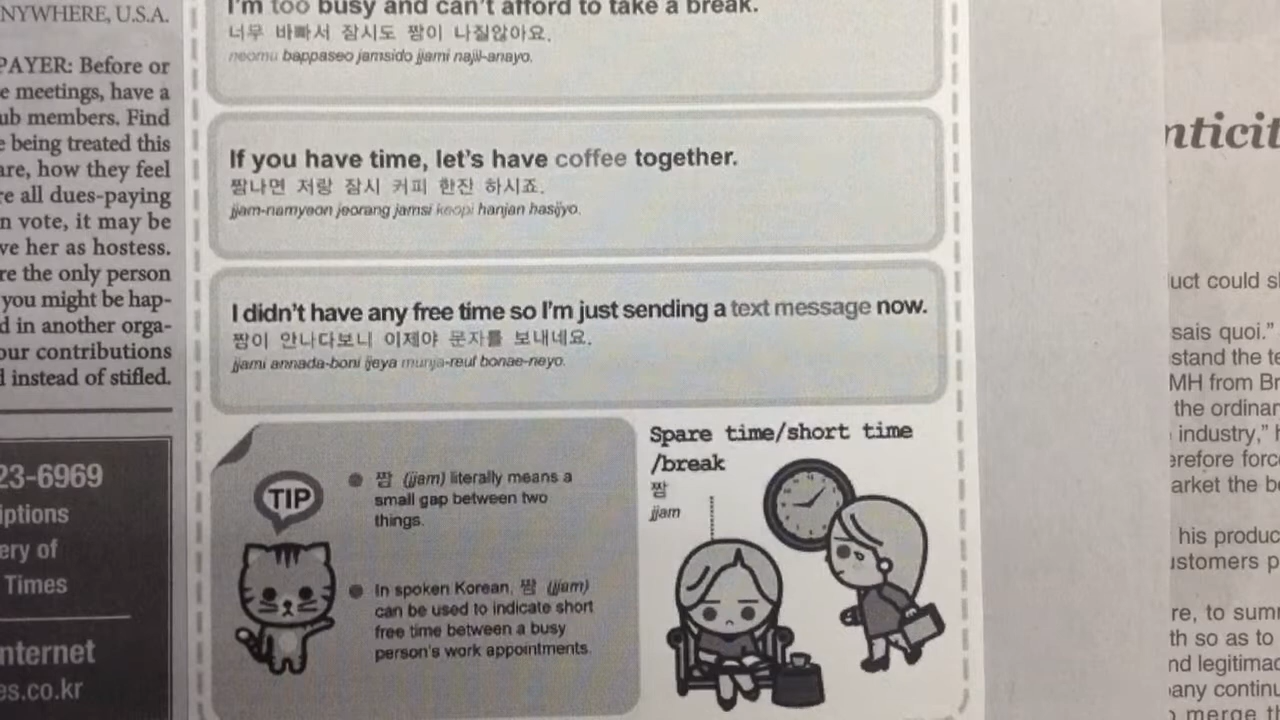 NYWHERE, U.S.A.
PAYER: Before or
e meetings, have a
ub members. Find
e being treated this
are, how they feel
re all dues-paying
n vote, it may be
ve her as hostess.
re the only person
you might be hap-
d in another orga-
our contributions
d instead of stifled.
23-6969
iptions
ery of
Times
nternet
es.co.kr
I'm too busy and can't afford to take a break.
너무 바빠서 잠시도 짬이 나질않아요.
neomu bappaseo jamsido jjami najil-anayo.
If you have time, let's have coffee together.
짬나면 저랑 잠시 커피 한잔 하시죠.
jjam-namyeon jeorang jamsi keopi hanjan hasijyo.
I didn't have any free time so I'm just sending a text message now.
짬이 안나다보니 이제야 문자를 보내네요.
jjami annada-boni ijeya munja-reul bonae-neyo.
TIP
짬 (jjam) literally means a
small gap between two
things.
In spoken Korean, 짬 (jjam)
can be used to indicate short
free time between a busy
person's work appointments.
Spare time/short time
/break
짬
jjam
nticit
uct could s
sais quoi."
stand the te
MH from Br
the ordinar
industry,"
erefore forc
arket the be
his produc
ustomers p
re, to sum
th so as to
nd legitimac
any continu
merge th